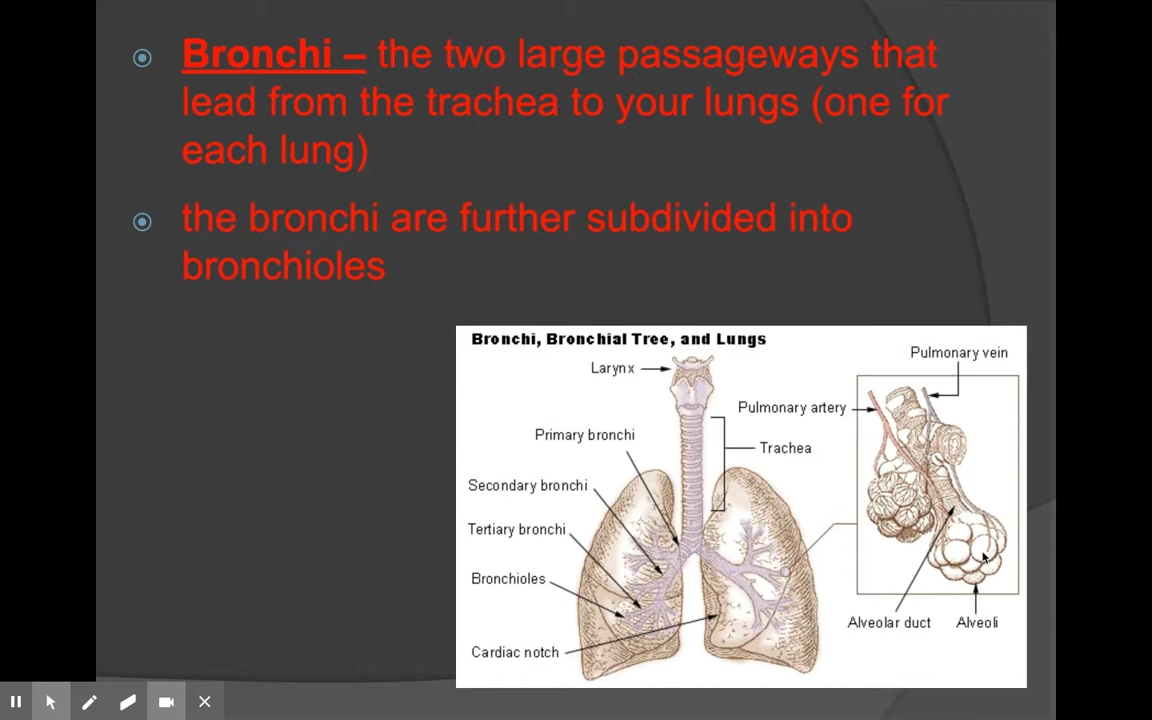 Bronchi – the two large passageways that
lead from the trachea to your lungs (one for
each lung)
the bronchi are further subdivided into
bronchioles
Bronchi, Bronchial Tree, and Lungs
Larynx
Pulmonary vein
Pulmonary artery
Primary bronchi
Trachea
Secondary bronchi
Tertiary bronchi
Bronchioles
Alveolar duct
Alveoli
Cardiac notch